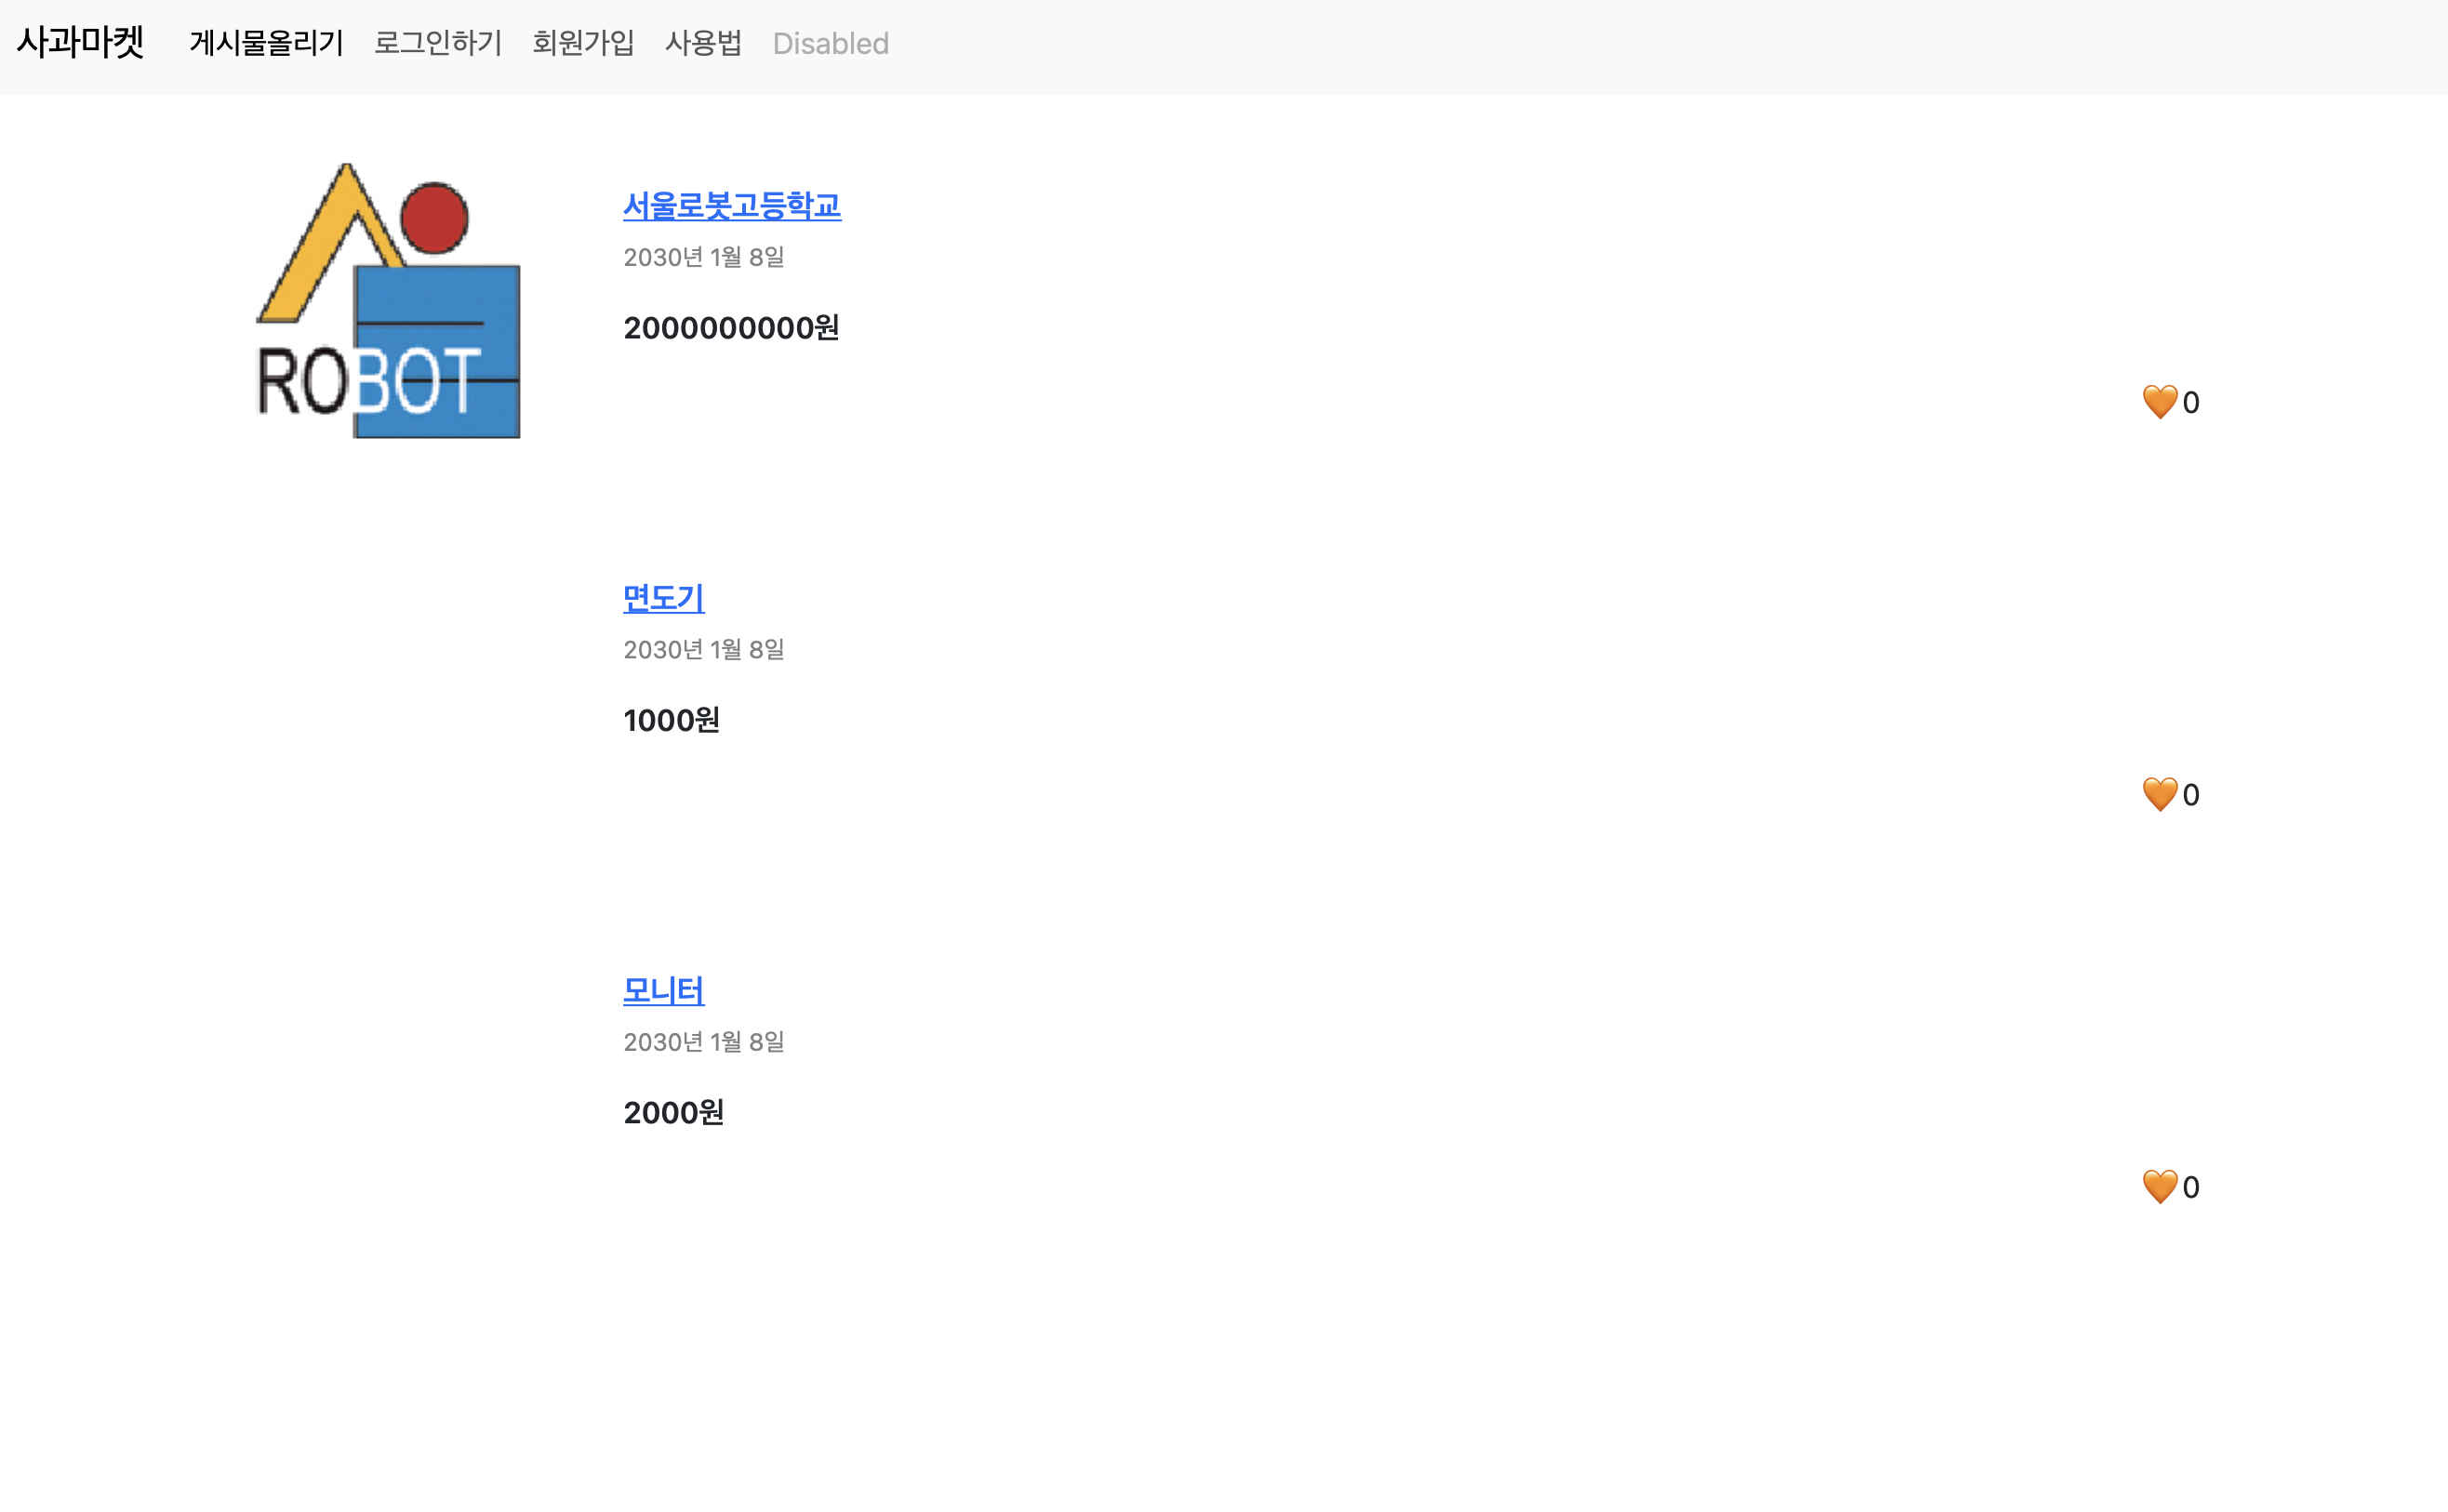 사과마켓 게시물올리기 로그인하기 회원가입 사용법 Disabled
서울로봇고등학교
2030년 1월 8일
2000000000원
ROBOT
🧡0
면도기
2030년 1월 8일
1000원
🧡0
모니터
2030년 1월 8일
2000원
🧡0